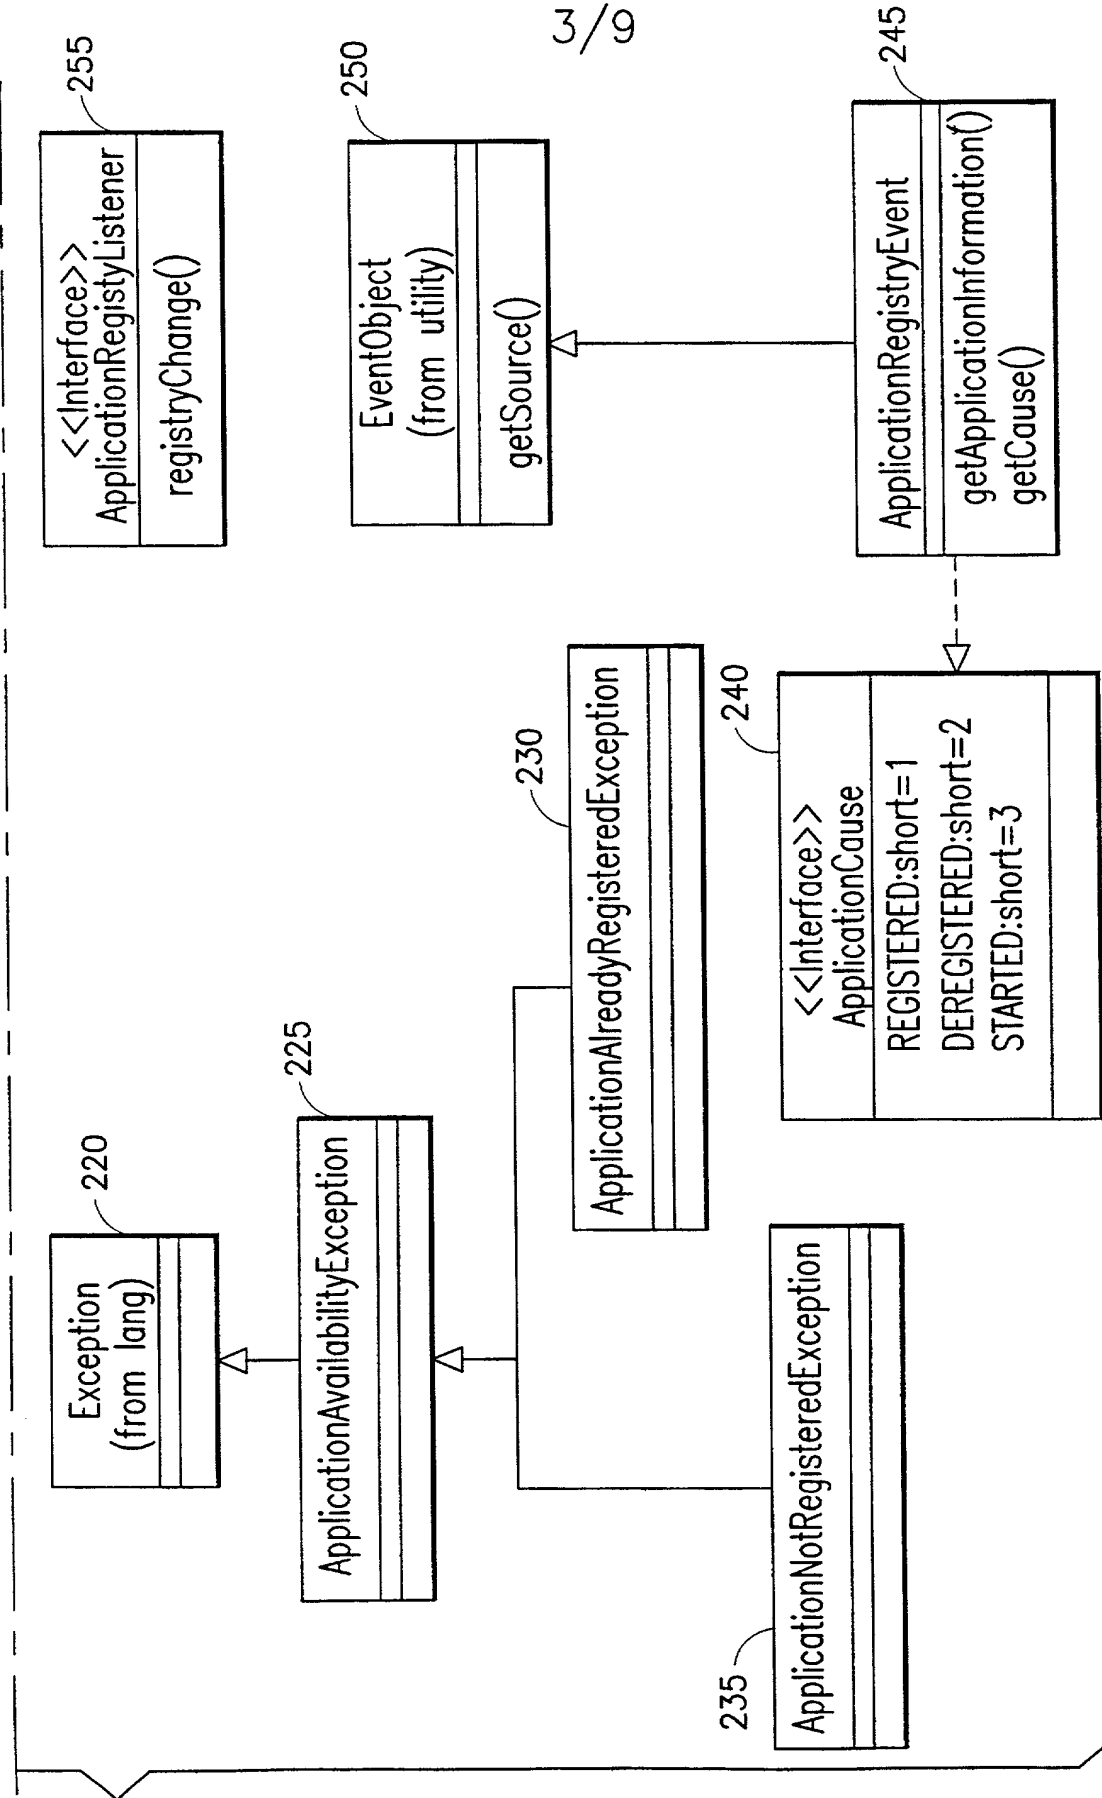 3/9
Exception
(from lang)
220
ApplicationAvailabilityException
225
ApplicationNotRegisteredException
235
ApplicationAlreadyRegisteredException
230
<<Interface>>
ApplicationRegistyListener
registryChange()
255
EventObject
(from utility)
getSource()
250
<<Interface>>
ApplicationCause
REGISTERED:short=1
DEREGISTERED:short=2
STARTED:short=3
240
ApplicationRegistryEvent
getApplicationInformation()
getCause()
245